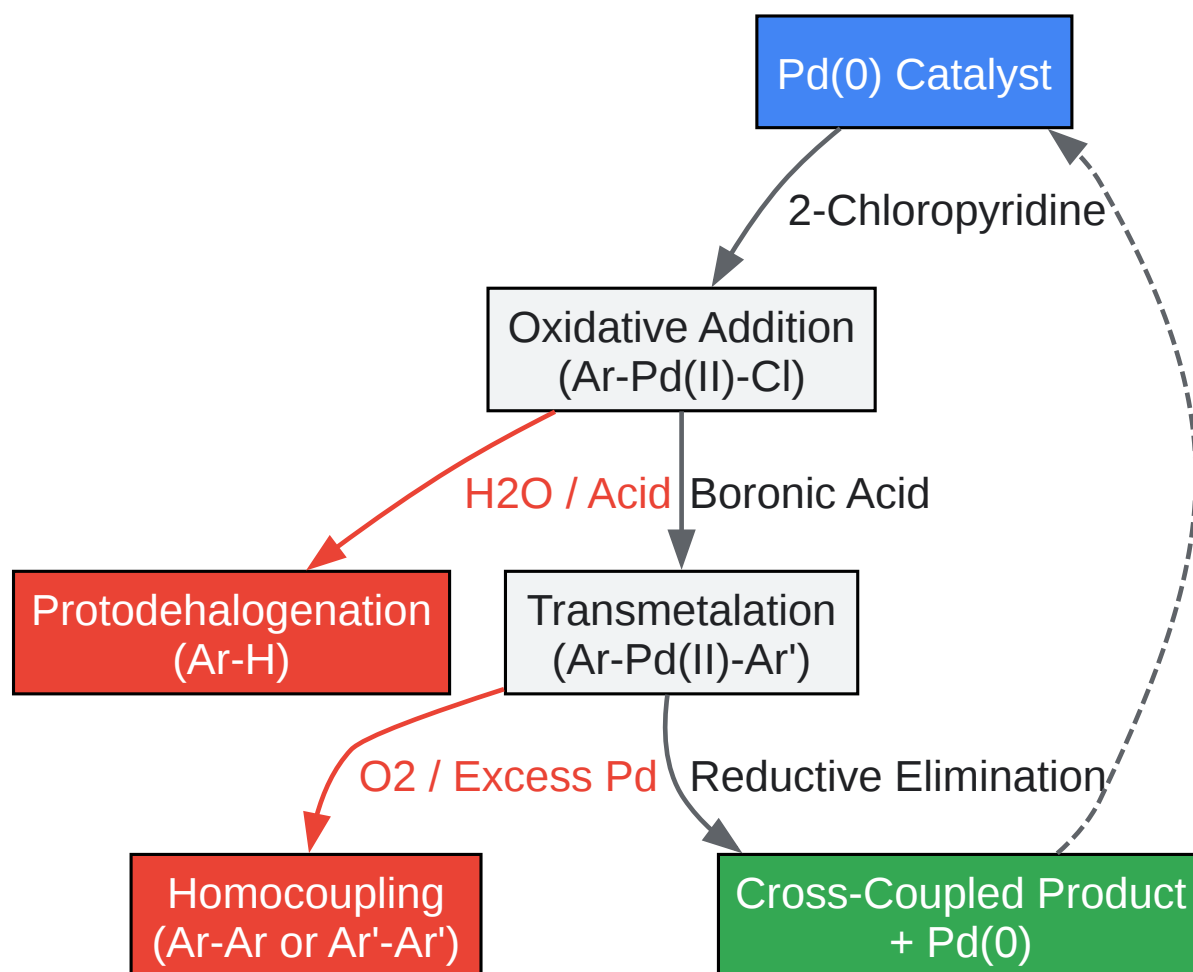 Pd(0) Catalyst
2-Chloropyridine
Oxidative Addition
(Ar-Pd(II)-Cl)
H2O / Acid
Boronic Acid
Protodehalogenation
(Ar-H)
Transmetalation
(Ar-Pd(II)-Ar')
O2 / Excess Pd
Reductive Elimination
Homocoupling
(Ar-Ar or Ar'-Ar')
Cross-Coupled Product
+ Pd(0)